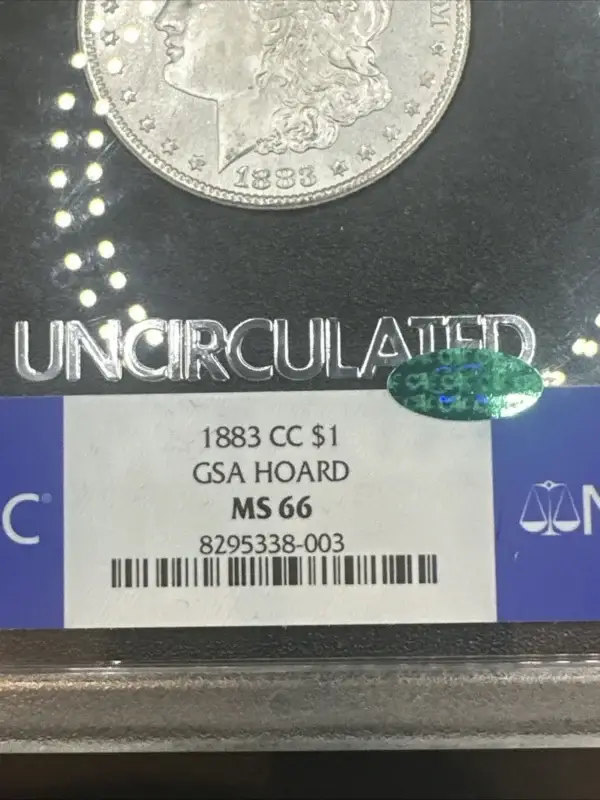 1883
UNCIRCULATED
1883 CC $1
GSA HOARD
MS 66
8295338-003
C
N